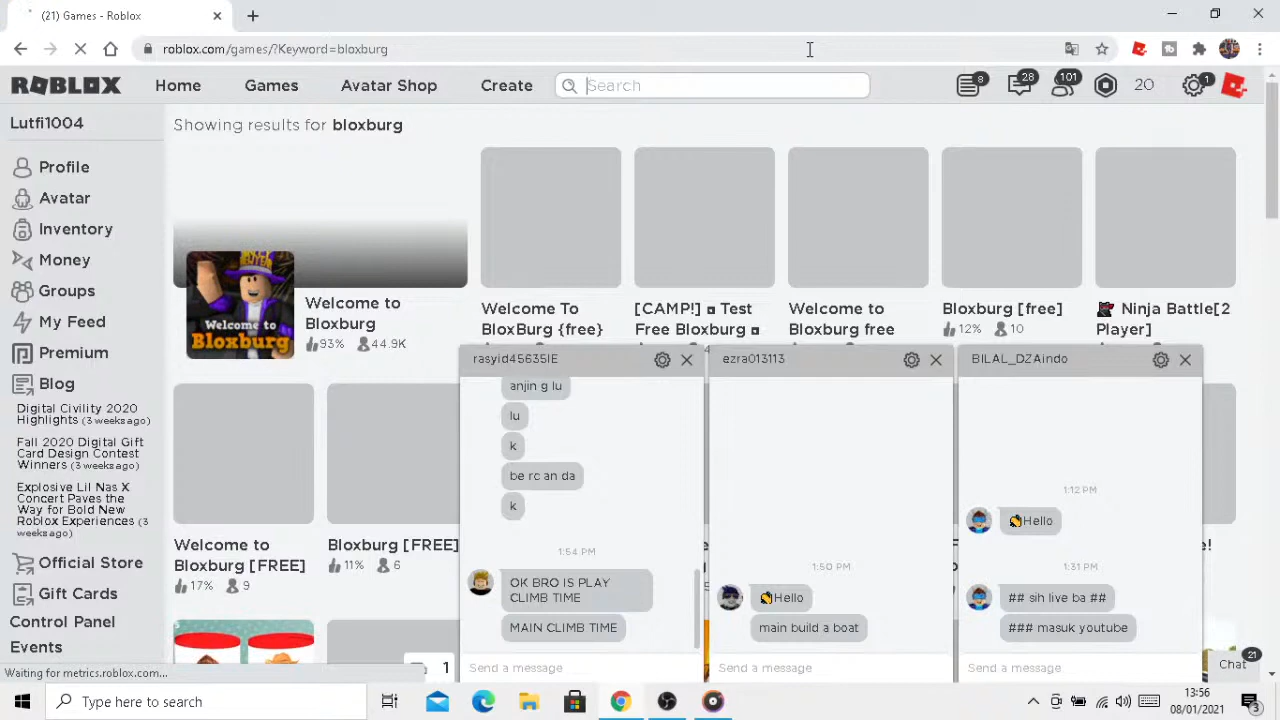 (21) Games - Roblox
roblox.com/games/?Keyword=bloxburg
ROBLOX
Home
Games
Avatar Shop
Create
Search
8
28
101
20
1
Lutfi1004
Profile
Avatar
Inventory
Money
Groups
My Feed
Premium
Blog
Digital Civility 2020
Highlights (3 weeks ago)
Fall 2020 Digital Gift
Card Design Contest
Winners (3 weeks ago)
Explosive Lil Nas X
Concert Paves the
Way for Bold New
Roblox Experiences (3
weeks ago)
Official Store
Gift Cards
Control Panel
Events
Showing results for bloxburg
Welcome to
Bloxburg
Welcome to
Bloxburg
93% 44.9K
Welcome To
BloxBurg {free}
[CAMP!] Test
Free Bloxburg
Welcome to
Bloxburg free
Bloxburg [free]
12% 10
Ninja Battle[2
Player]
Welcome to
Bloxburg [FREE]
17% 9
Bloxburg [FREE]
11% 6
rasyid45635IE
anjin g lu
lu
k
be rc an da
k
1:54 PM
OK BRO IS PLAY
CLIMB TIME
MAIN CLIMB TIME
Send a message
ezra013113
1:50 PM
Hello
main build a boat
Send a message
BILAL_DZAindo
1:12 PM
Hello
1:31 PM
## sih live ba ##
### masuk youtube
Send a message
1
Chat
21
Waiting for metrics.roblox.com...
Type here to search
13:56
08/01/2021
3